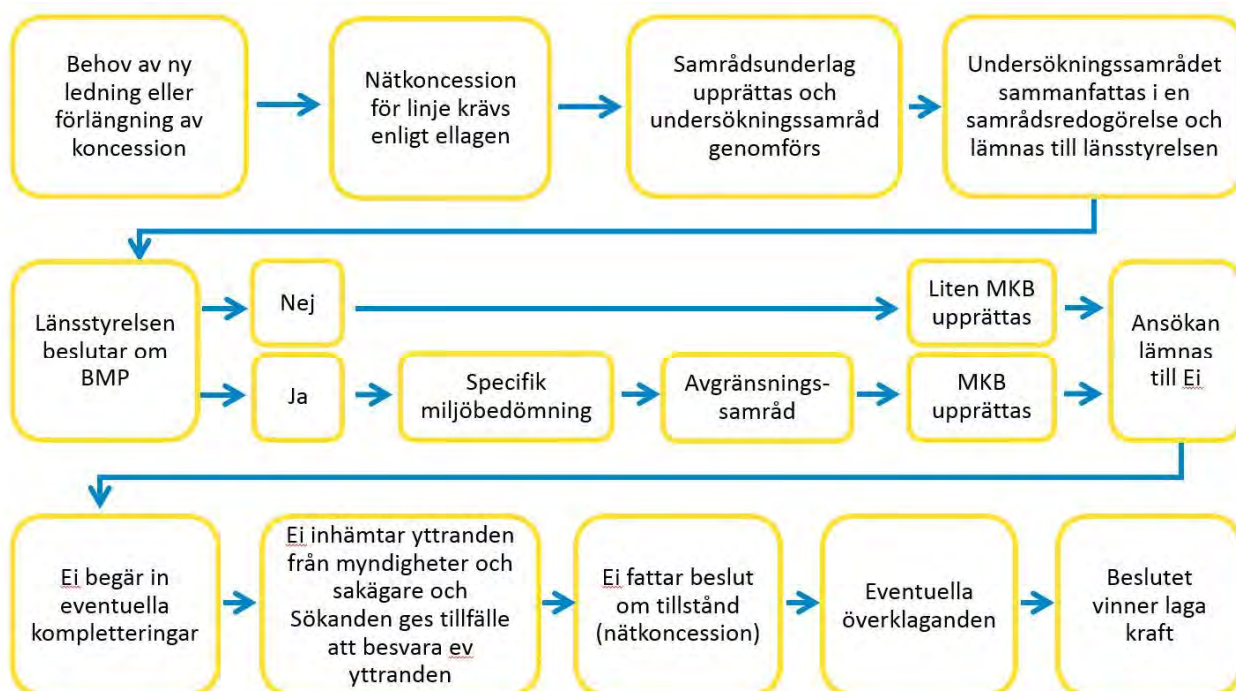 Behov av ny
ledning eller
förlängning av
koncession
Nätkoncession
för linje krävs
enligt ellagen
Samrådsunderlag
upprättas och
undersökningssamråd
genomförs
Undersökningssamrådet
sammanfattas i en
samrådsredogörelse och
lämnas till länsstyrelsen
Länsstyrelsen
beslutar om
BMP
Nej
Liten MKB
upprättas
Ja
Specifik
miljöbedömning
Avgränsnings-
samråd
MKB
upprättas
Ansökan
lämnas
till Ei
Ei begär in
eventuella
kompletteringar
Ei inhämtar yttranden
från myndigheter och
sakägare och
Sökanden ges tillfälle
att besvara ev
yttranden
Ei fattar beslut
om tillstånd
(nätkoncession)
Eventuella
överklaganden
Beslutet
vinner laga
kraft